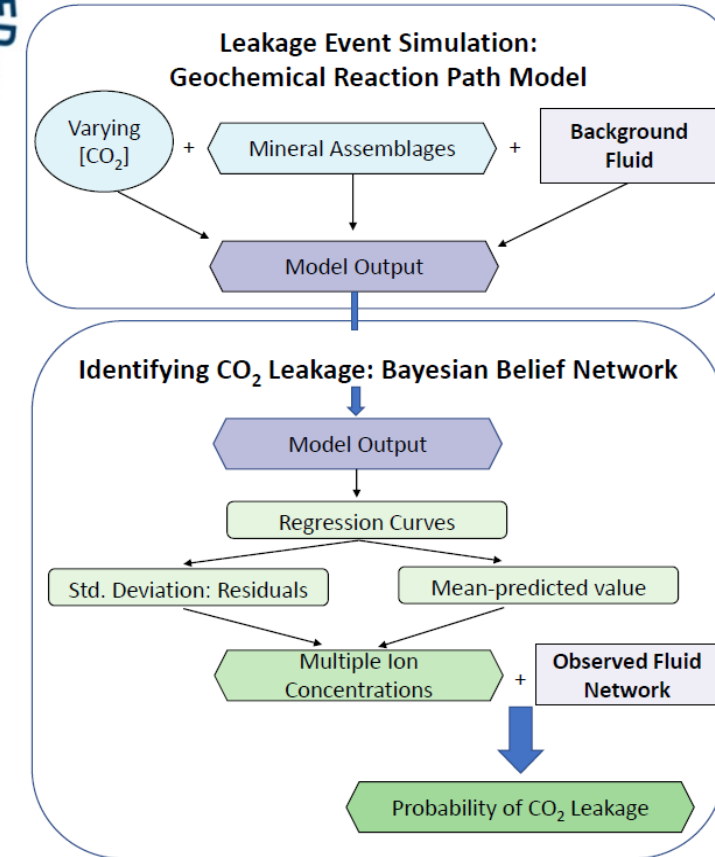 ED
Leakage Event Simulation:
Geochemical Reaction Path Model
Varying
[CO₂]
+
Mineral Assemblages
+
Background
Fluid
Model Output
Identifying CO₂ Leakage: Bayesian Belief Network
Model Output
Regression Curves
Std. Deviation: Residuals
Mean-predicted value
Multiple Ion
Concentrations
+
Observed Fluid
Network
Probability of CO₂ Leakage